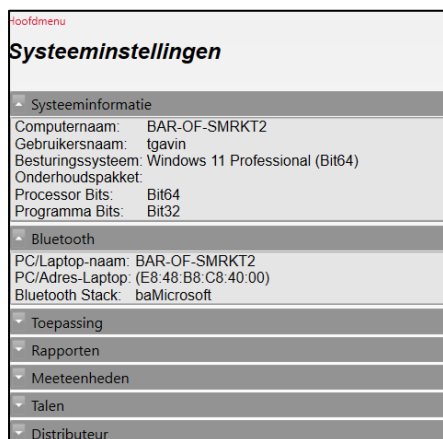 Hoofdmenu
Systeeminstellingen
Systeeminformatie
Computernaam: BAR-OF-SMRKT2
Gebruikersnaam: tgavin
Besturingssysteem: Windows 11 Professional (Bit64)
Onderhoudspakket:
Processor Bits: Bit64
Programma Bits: Bit32
Bluetooth
PC/Laptop-naam: BAR-OF-SMRKT2
PC/Adres-Laptop: (E8:48:B8:C8:40:00)
Bluetooth Stack: baMicrosoft
Toepassing
Rapporten
Meeteenheden
Talen
Distributeur